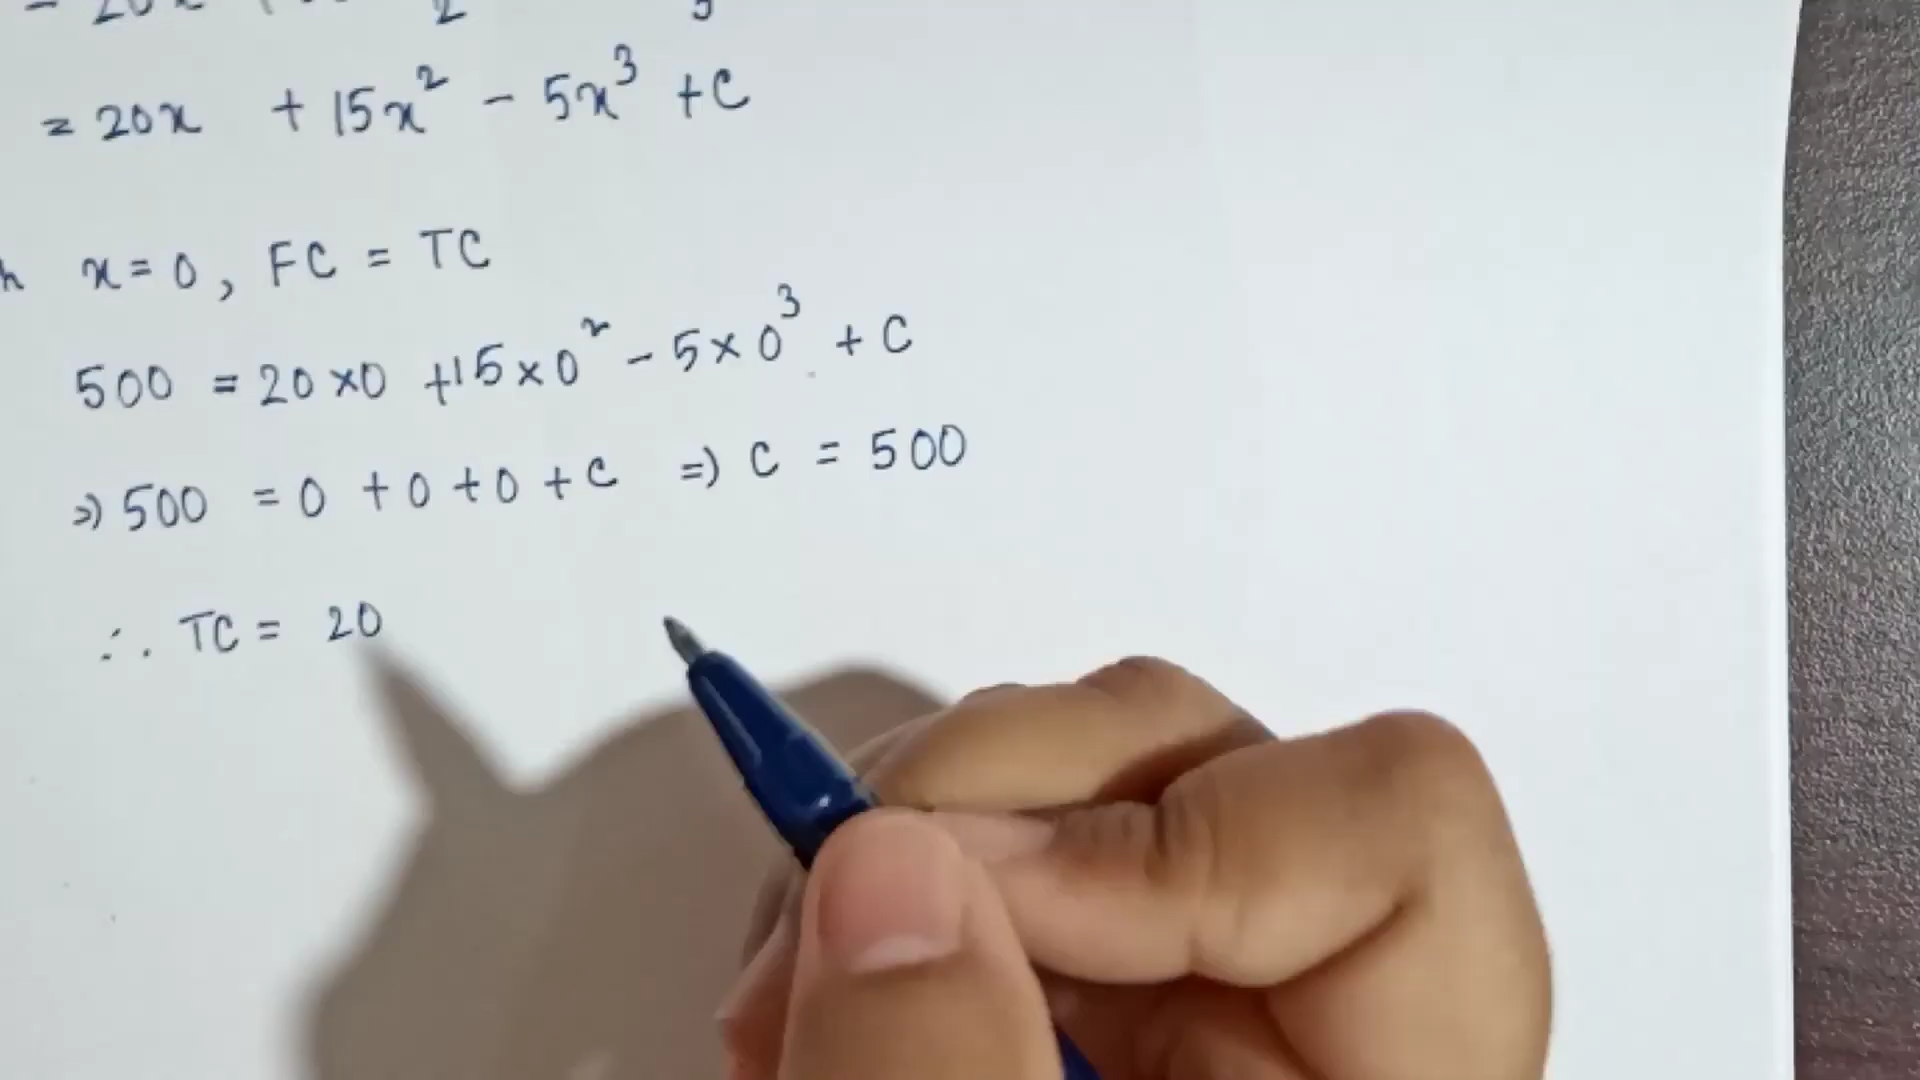 = 20x + 15x² - 5x³ + C
x = 0, FC = TC
500 = 20 × 0 + 15 × 0² - 5 × 0³ + C
⇒ 500 = 0 + 0 + 0 + C ⇒ C = 500
∴ TC = 20